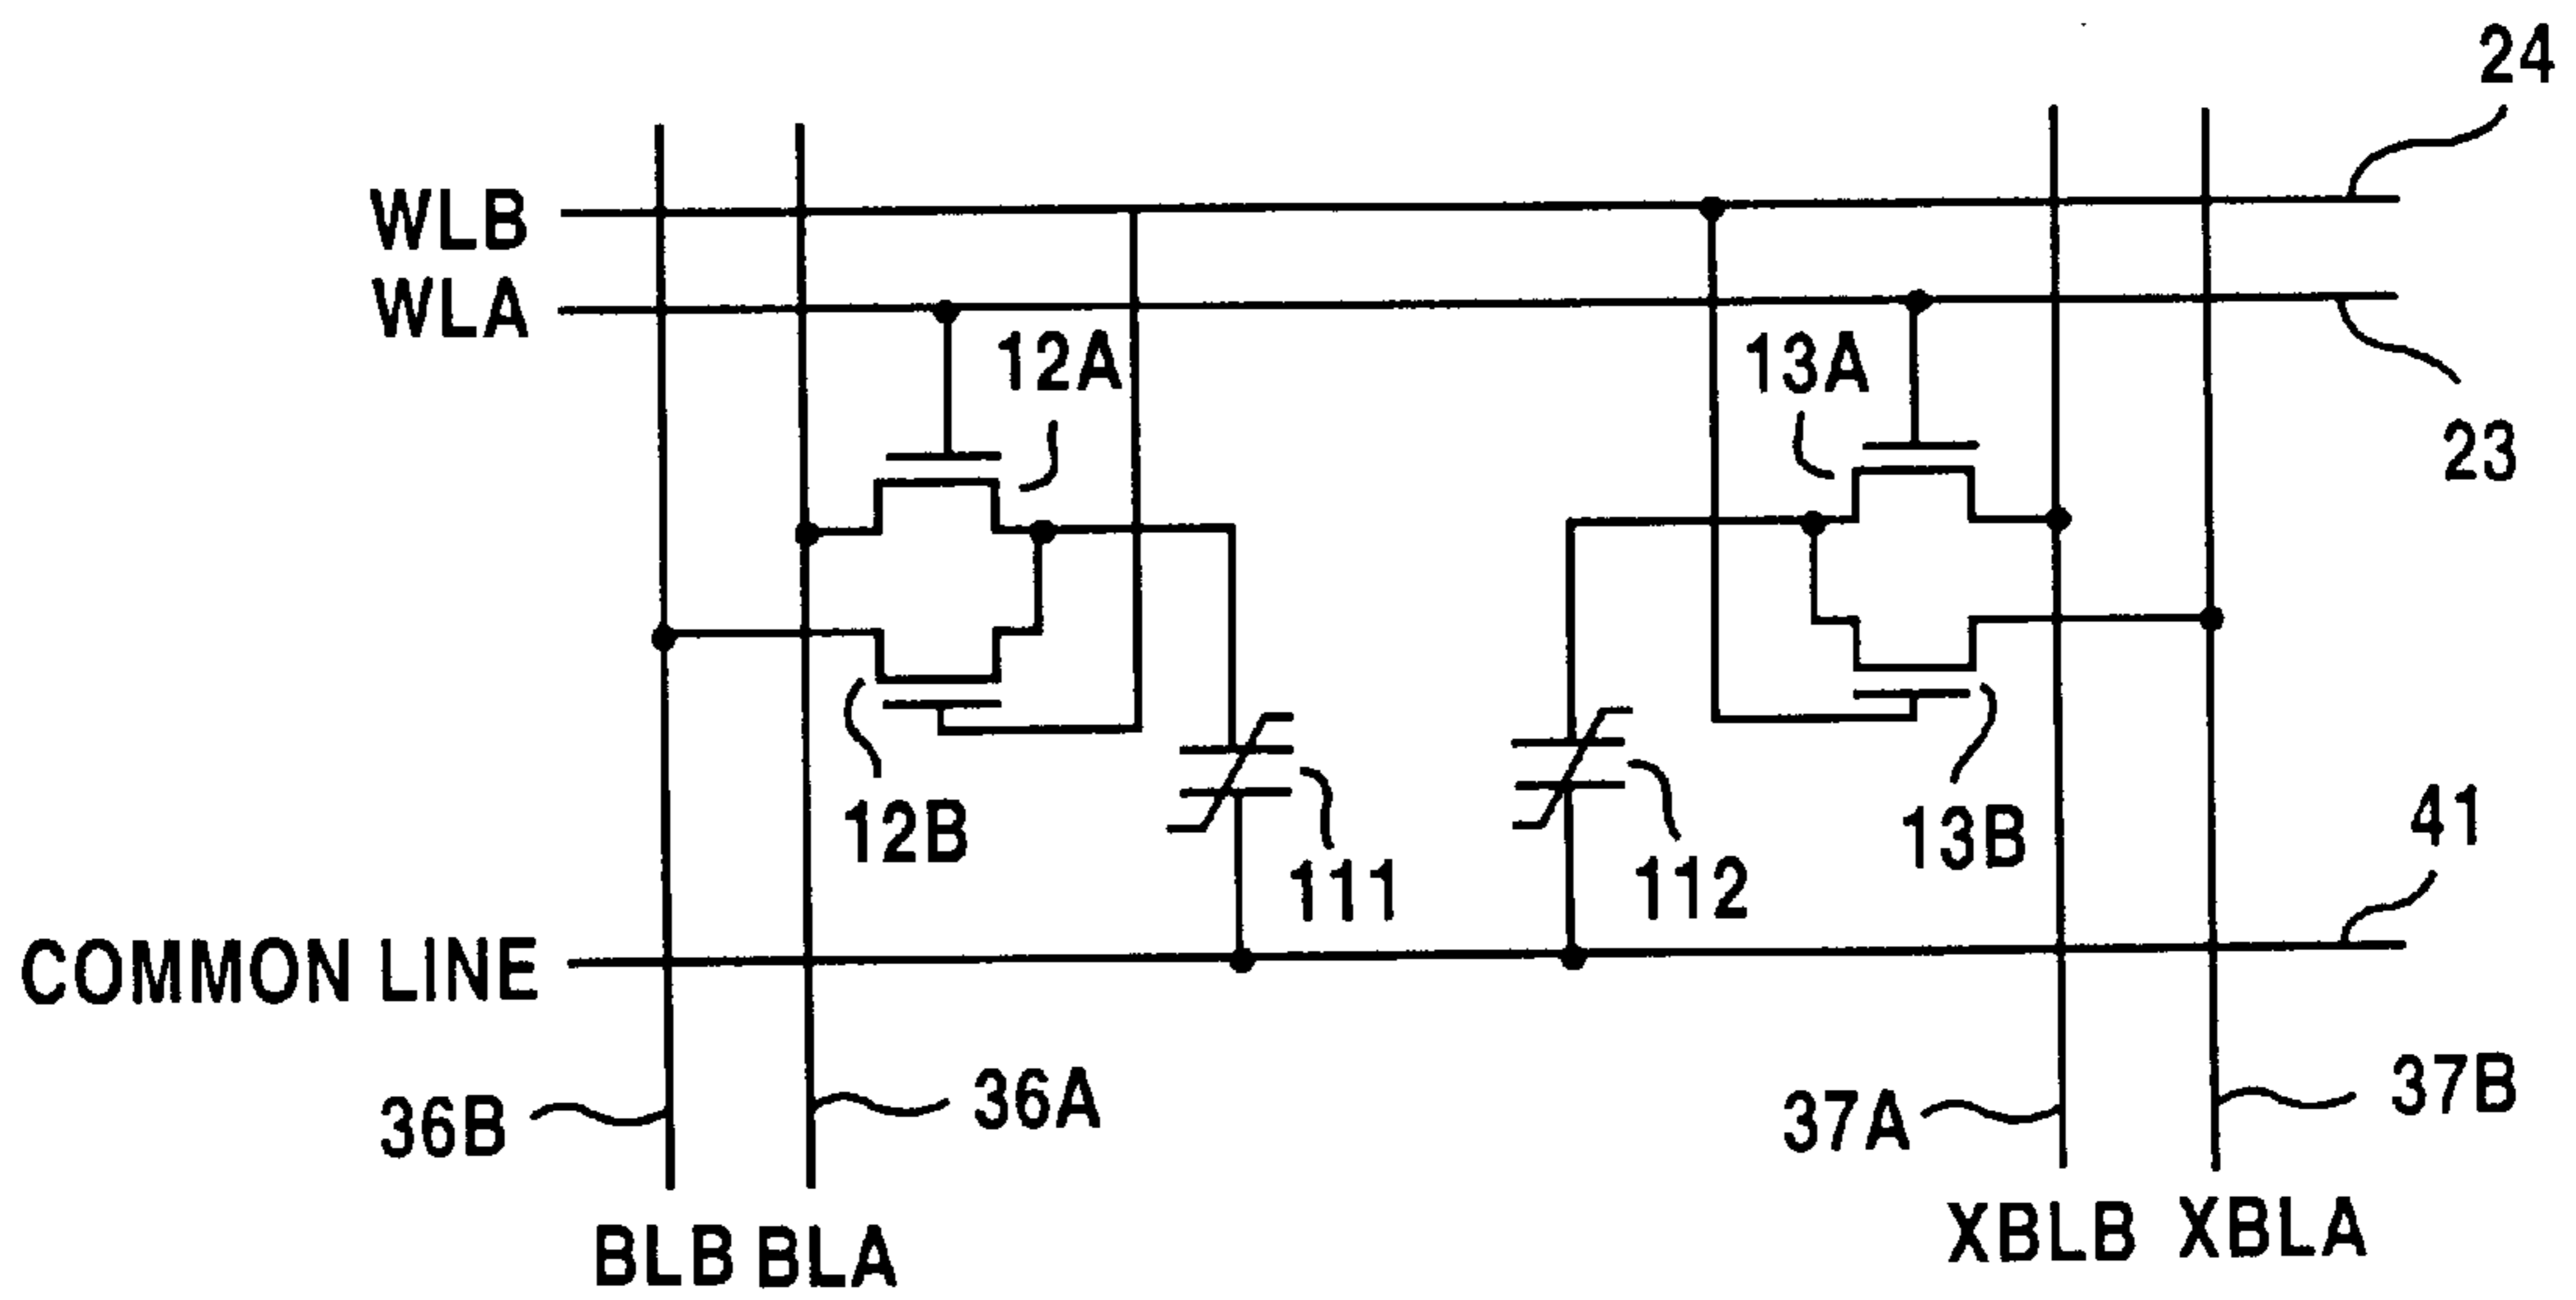 24
WLB
WLA
12A
13A
23
12B
111
112
13B
41
COMMON LINE
36B
36A
37A
37B
BLB BLA
XBLB XBLA